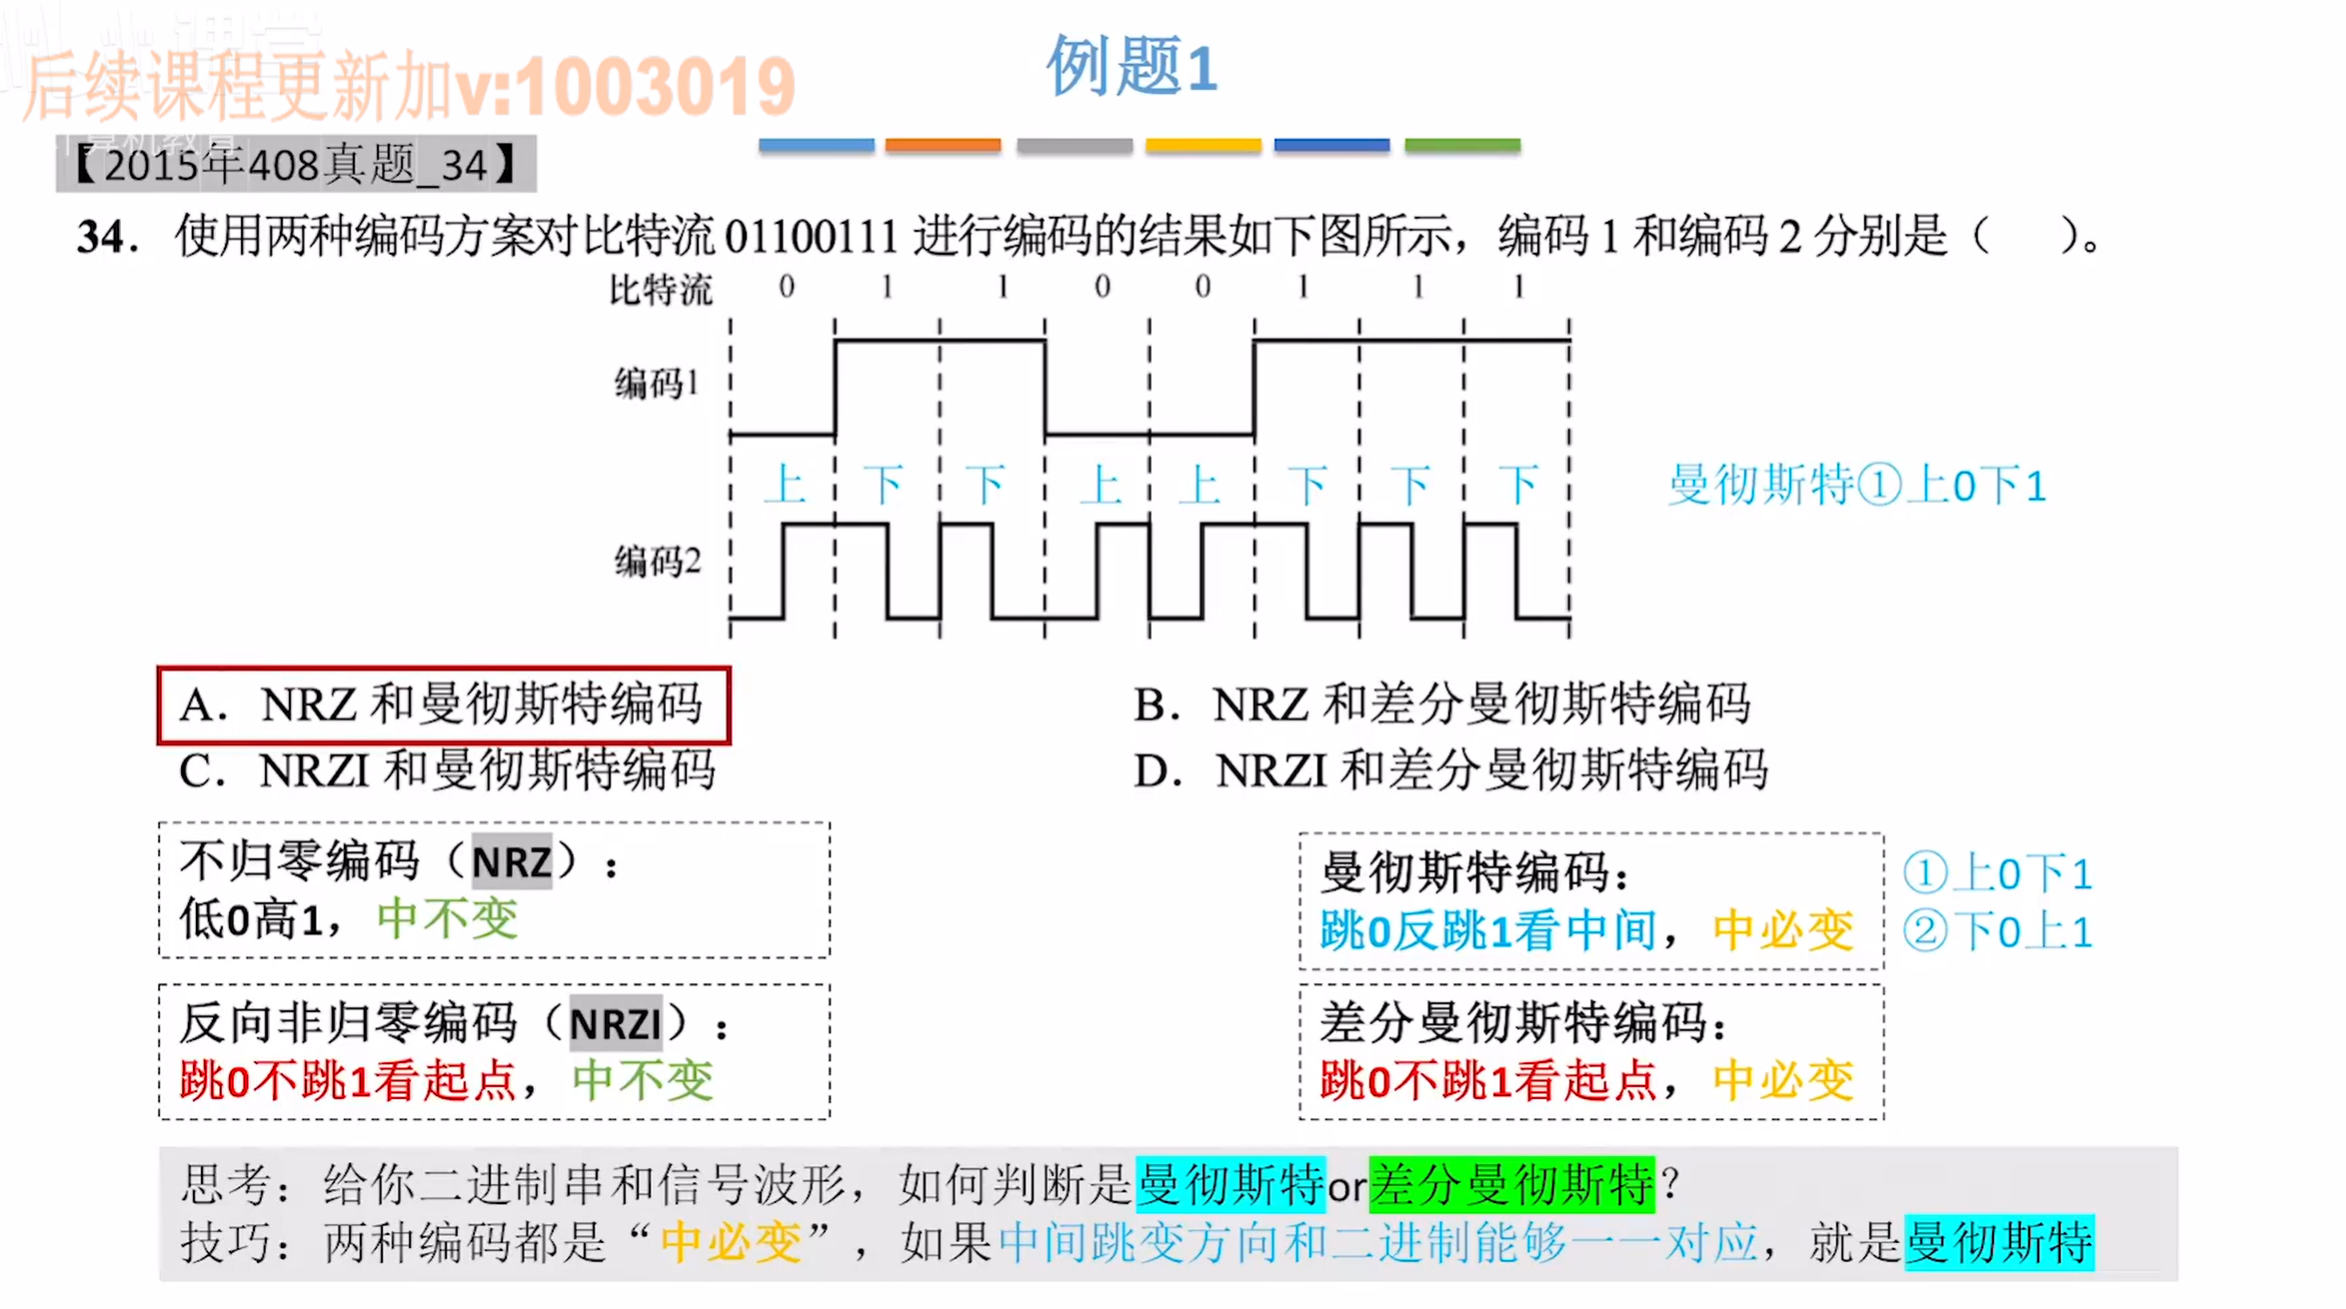 后续课程更新加v:1003019
例题1
【2015年408真题_34】
34. 使用两种编码方案对比特流 01100111 进行编码的结果如下图所示，编码 1 和编码 2 分别是（ ）。
比特流 0 1 1 0 0 1 1 1
编码1
上 下 下 上 上 下 下 下
曼彻斯特①上0下1
编码2
A. NRZ 和曼彻斯特编码
B. NRZ 和差分曼彻斯特编码
C. NRZI 和曼彻斯特编码
D. NRZI 和差分曼彻斯特编码
不归零编码（NRZ）：
低0高1，中不变
曼彻斯特编码：
跳0反跳1看中间，中必变
①上0下1
②下0上1
反向非归零编码（NRZI）：
跳0不跳1看起点，中不变
差分曼彻斯特编码：
跳0不跳1看起点，中必变
思考：给你二进制串和信号波形，如何判断是曼彻斯特or差分曼彻斯特？
技巧：两种编码都是“中必变”，如果中间跳变方向和二进制能够一一对应，就是曼彻斯特